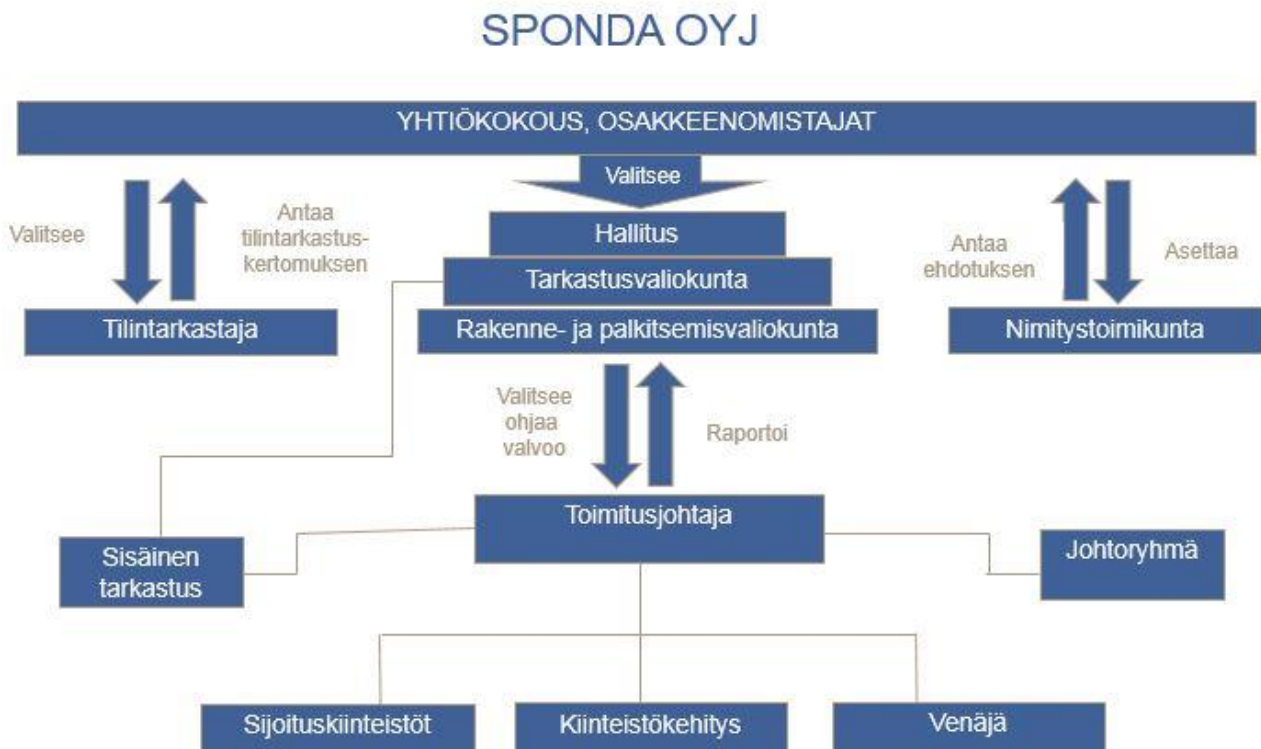 SPONDA OYJ
YHTIÖKOKOUS, OSAKKEENOMISTAJAT
Valitsee
Valitsee
Antaa
tilintarkastus-
kertomuksen
Hallitus
Antaa
ehdotuksen
Asettaa
Tarkastusvaliokunta
Tilintarkastaja
Rakenne- ja palkitsemisvaliokunta
Nimitystoimikunta
Valitsee
ohjaa
valvoo
Raportoi
Toimitusjohtaja
Sisäinen
tarkastus
Johtoryhmä
Sijoituskiinteistöt
Kiinteistökehitys
Venäjä